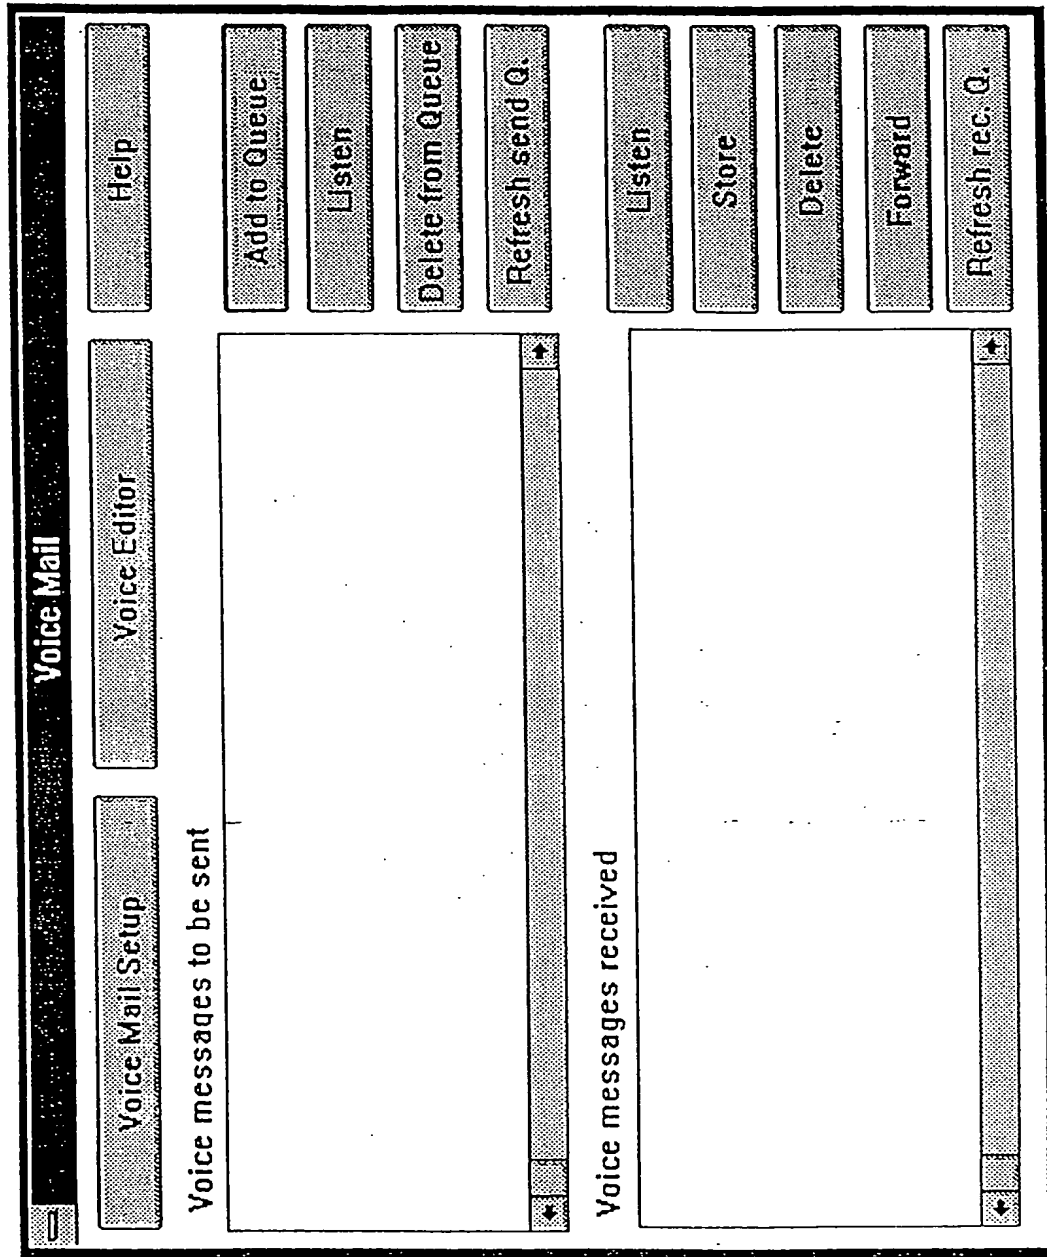 Voice Mail
Voice Mail Setup
Voice Editor
Help
Voice messages to be sent
Add to Queue
Listen
Delete from Queue
Refresh send Q.
Voice messages received
Listen
Store
Delete
Forward
Refresh rec. Q.